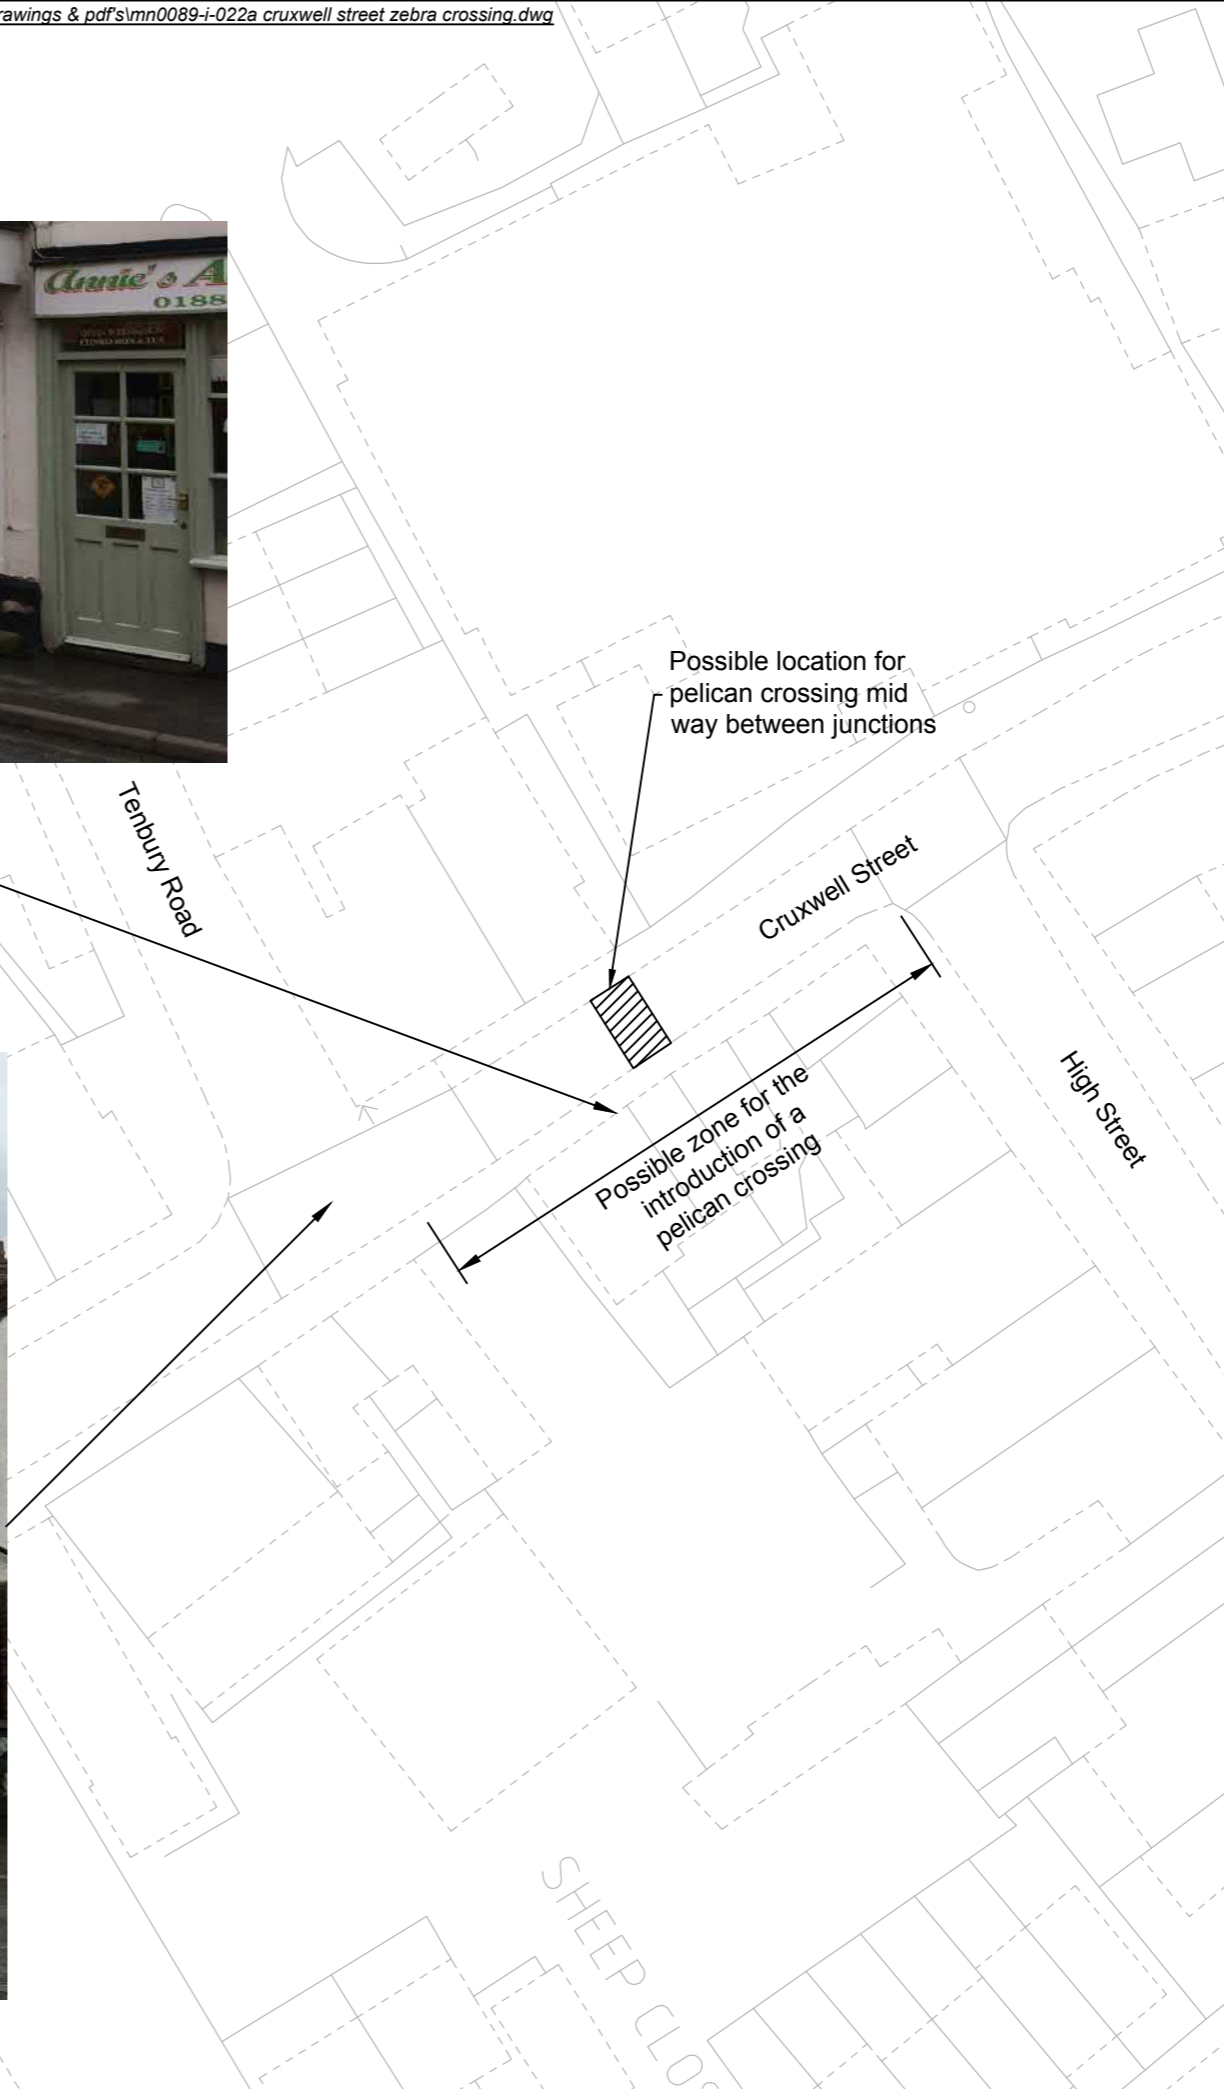 rawings & pdf's\mn0089-i-022a cruxwell street zebra crossing.dwg
Annie's A
0188
Possible location for
pelican crossing mid
way between junctions
Tenbury Road
Cruxwell Street
High Street
Possible zone for the
introduction of a
pelican crossing
SHEEP CLO